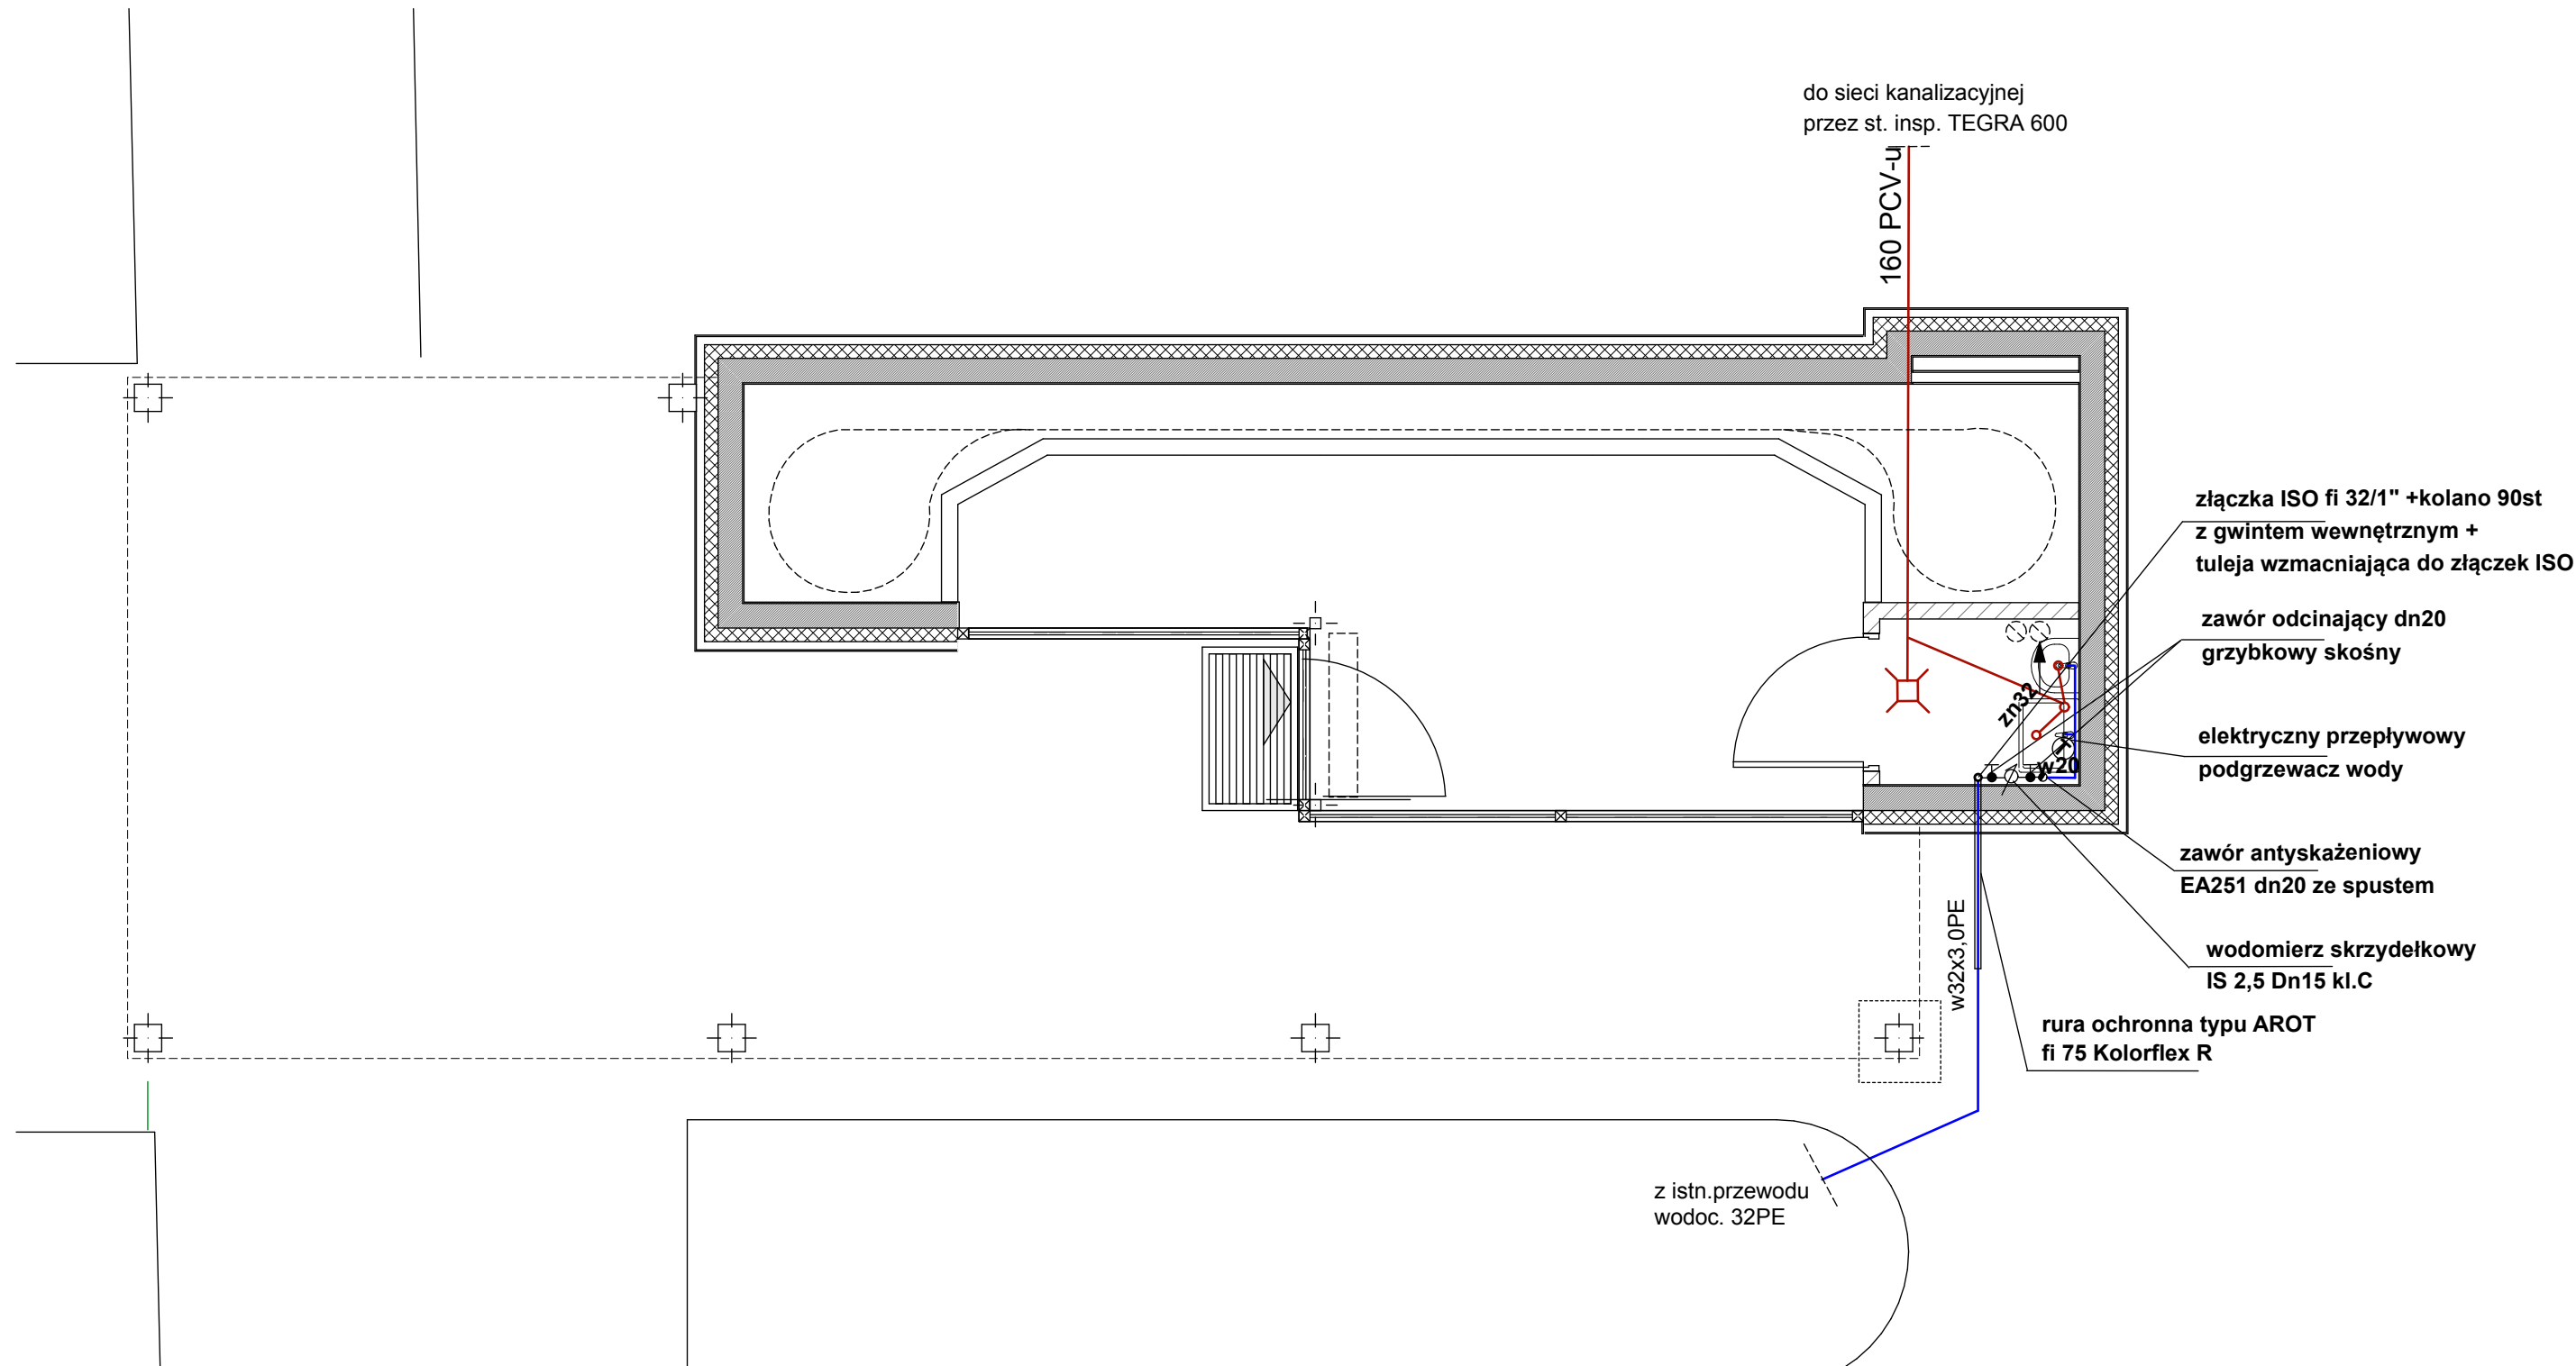 do sieci kanalizacyjnej
przez st. insp. TEGRA 600
160 PCV-u
złączka ISO fi 32/1" +kolano 90st
z gwintem wewnętrznym +
tuleja wzmacniająca do złączek ISO
zawór odcinający dn20
grzybkowy skośny
zn32
elektryczny przepływowy
podgrzewacz wody
w20
zawór antyskażeniowy
EA251 dn20 ze spustem
wodomierz skrzydełkowy
IS 2,5 Dn15 kl.C
w32x3,0PE
rura ochronna typu AROT
fi 75 Kolorflex R
z istn.przewodu
wodoc. 32PE